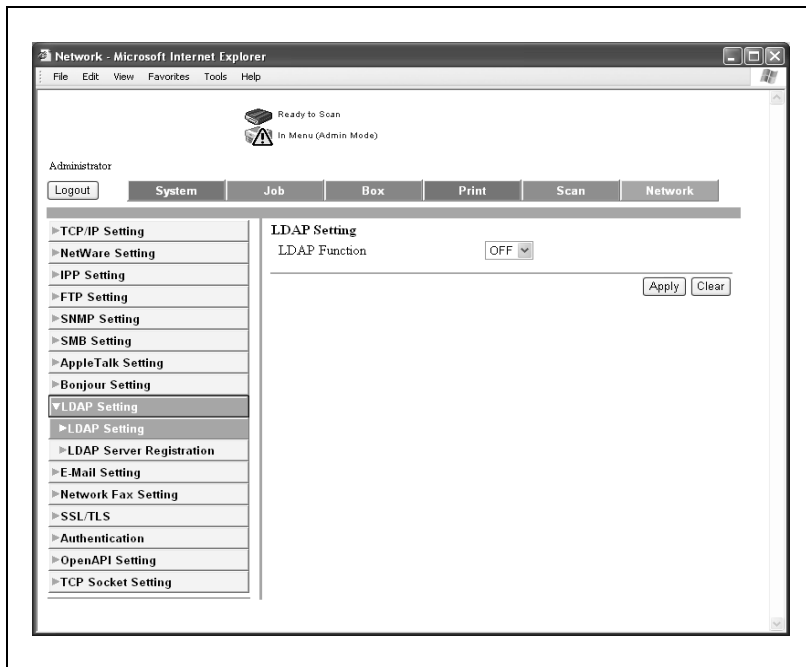 Network - Microsoft Internet Explorer
File Edit View Favorites Tools Help
Ready to Scan
In Menu (Admin Mode)
Administrator
Logout System Job Box Print Scan Network
TCP/IP Setting
NetWare Setting
IPP Setting
FTP Setting
SNMP Setting
SMB Setting
AppleTalk Setting
Bonjour Setting
LDAP Setting
LDAP Setting
LDAP Server Registration
E-Mail Setting
Network Fax Setting
SSL/TLS
Authentication
OpenAPI Setting
TCP Socket Setting
LDAP Setting
LDAP Function OFF
Apply Clear